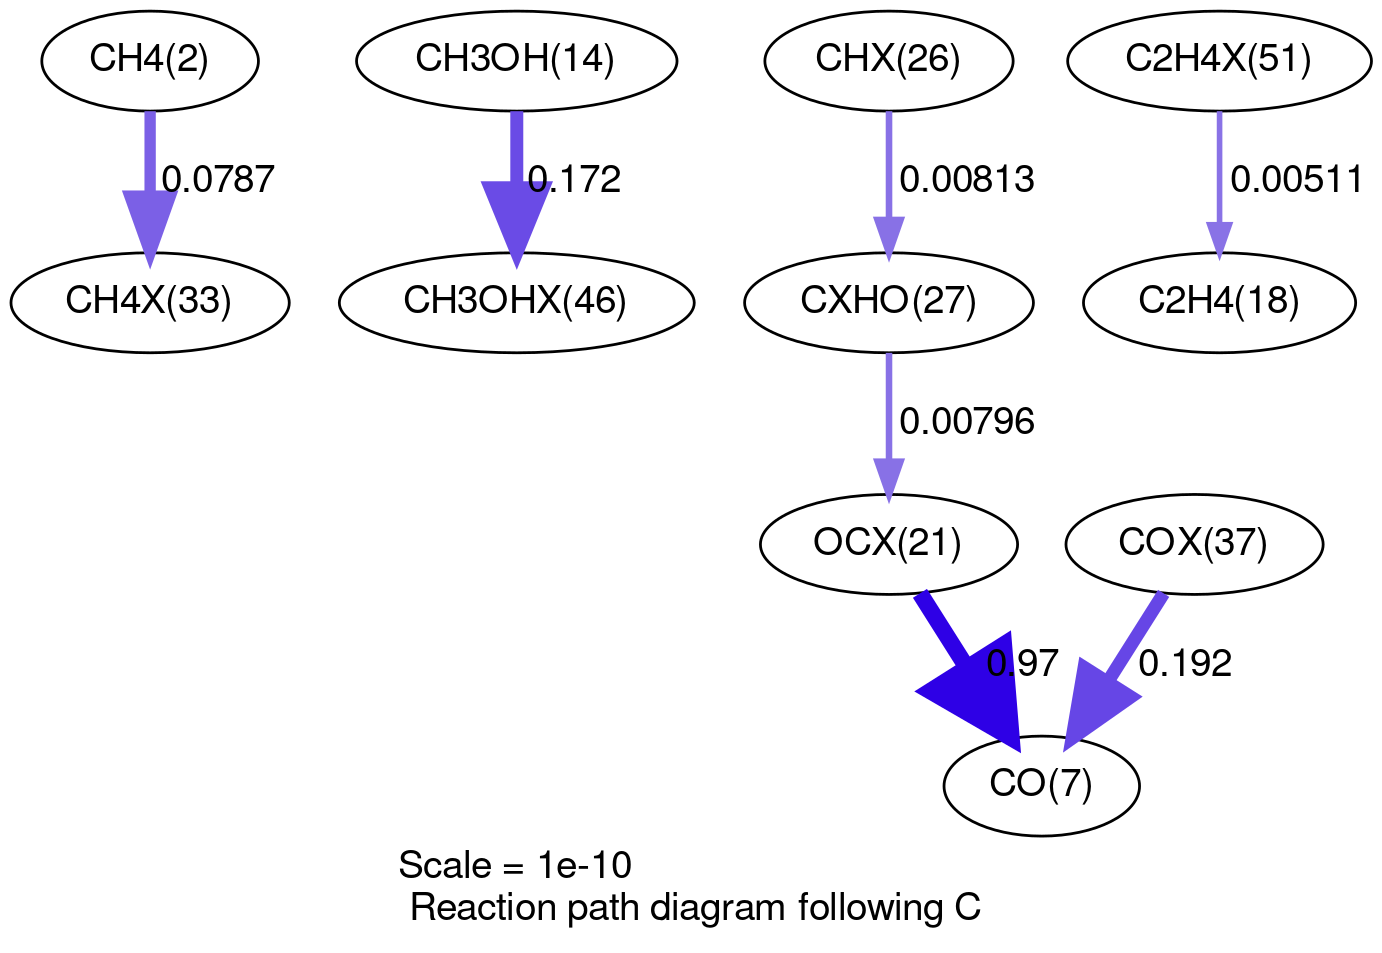 CH4(2)
CH3OH(14)
CHX(26)
C2H4X(51)
0.0787
0.172
0.00813
0.00511
CH4X(33)
CH3OHX(46)
CXHO(27)
C2H4(18)
0.00796
OCX(21)
COX(37)
0.97
0.192
CO(7)
Scale = 1e-10
Reaction path diagram following C